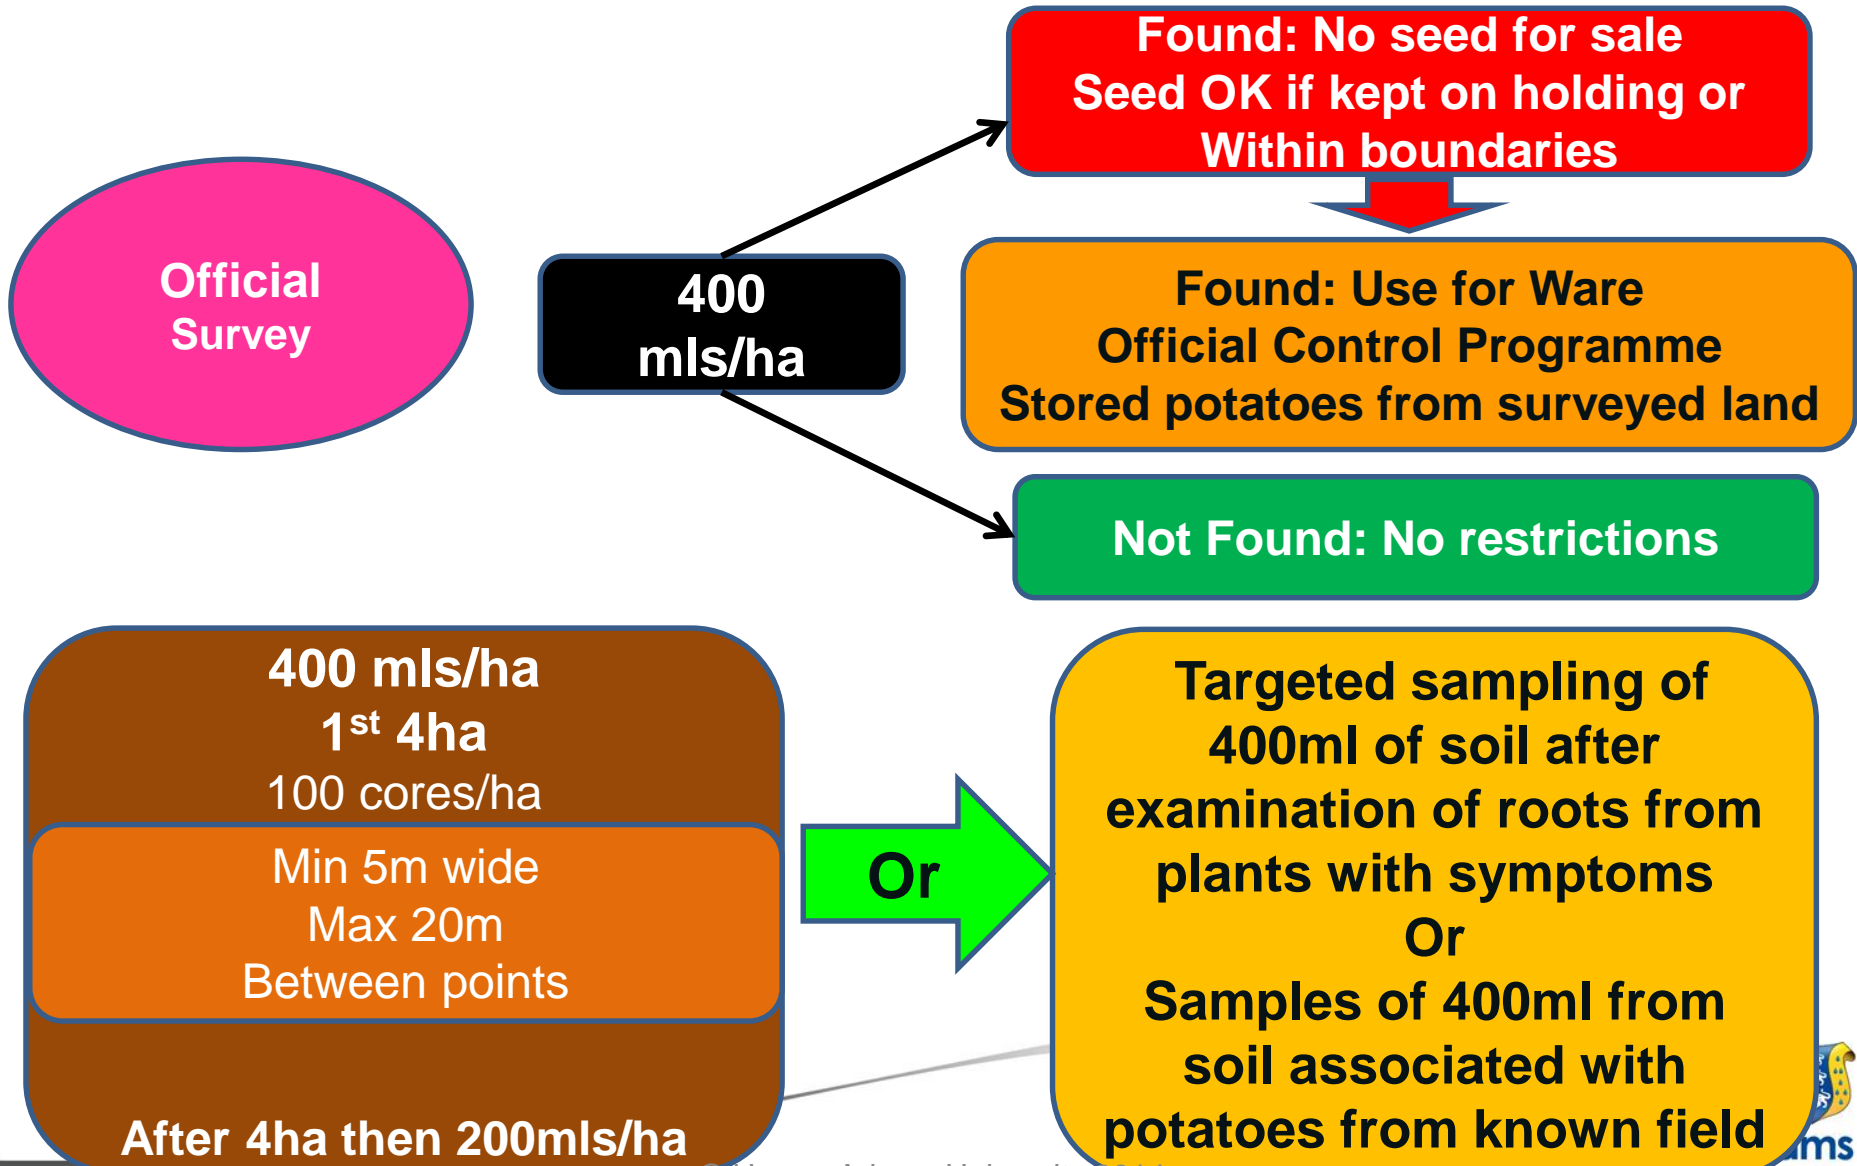 Found: No seed for sale
Seed OK if kept on holding or
Within boundaries
Official
Survey
400
mls/ha
Found: Use for Ware
Official Control Programme
Stored potatoes from surveyed land
Not Found: No restrictions
400 mls/ha
1st 4ha
100 cores/ha
Min 5m wide
Max 20m
Between points
After 4ha then 200mls/ha
Or
Targeted sampling of
400ml of soil after
examination of roots from
plants with symptoms
Or
Samples of 400ml from
soil associated with
potatoes from known field